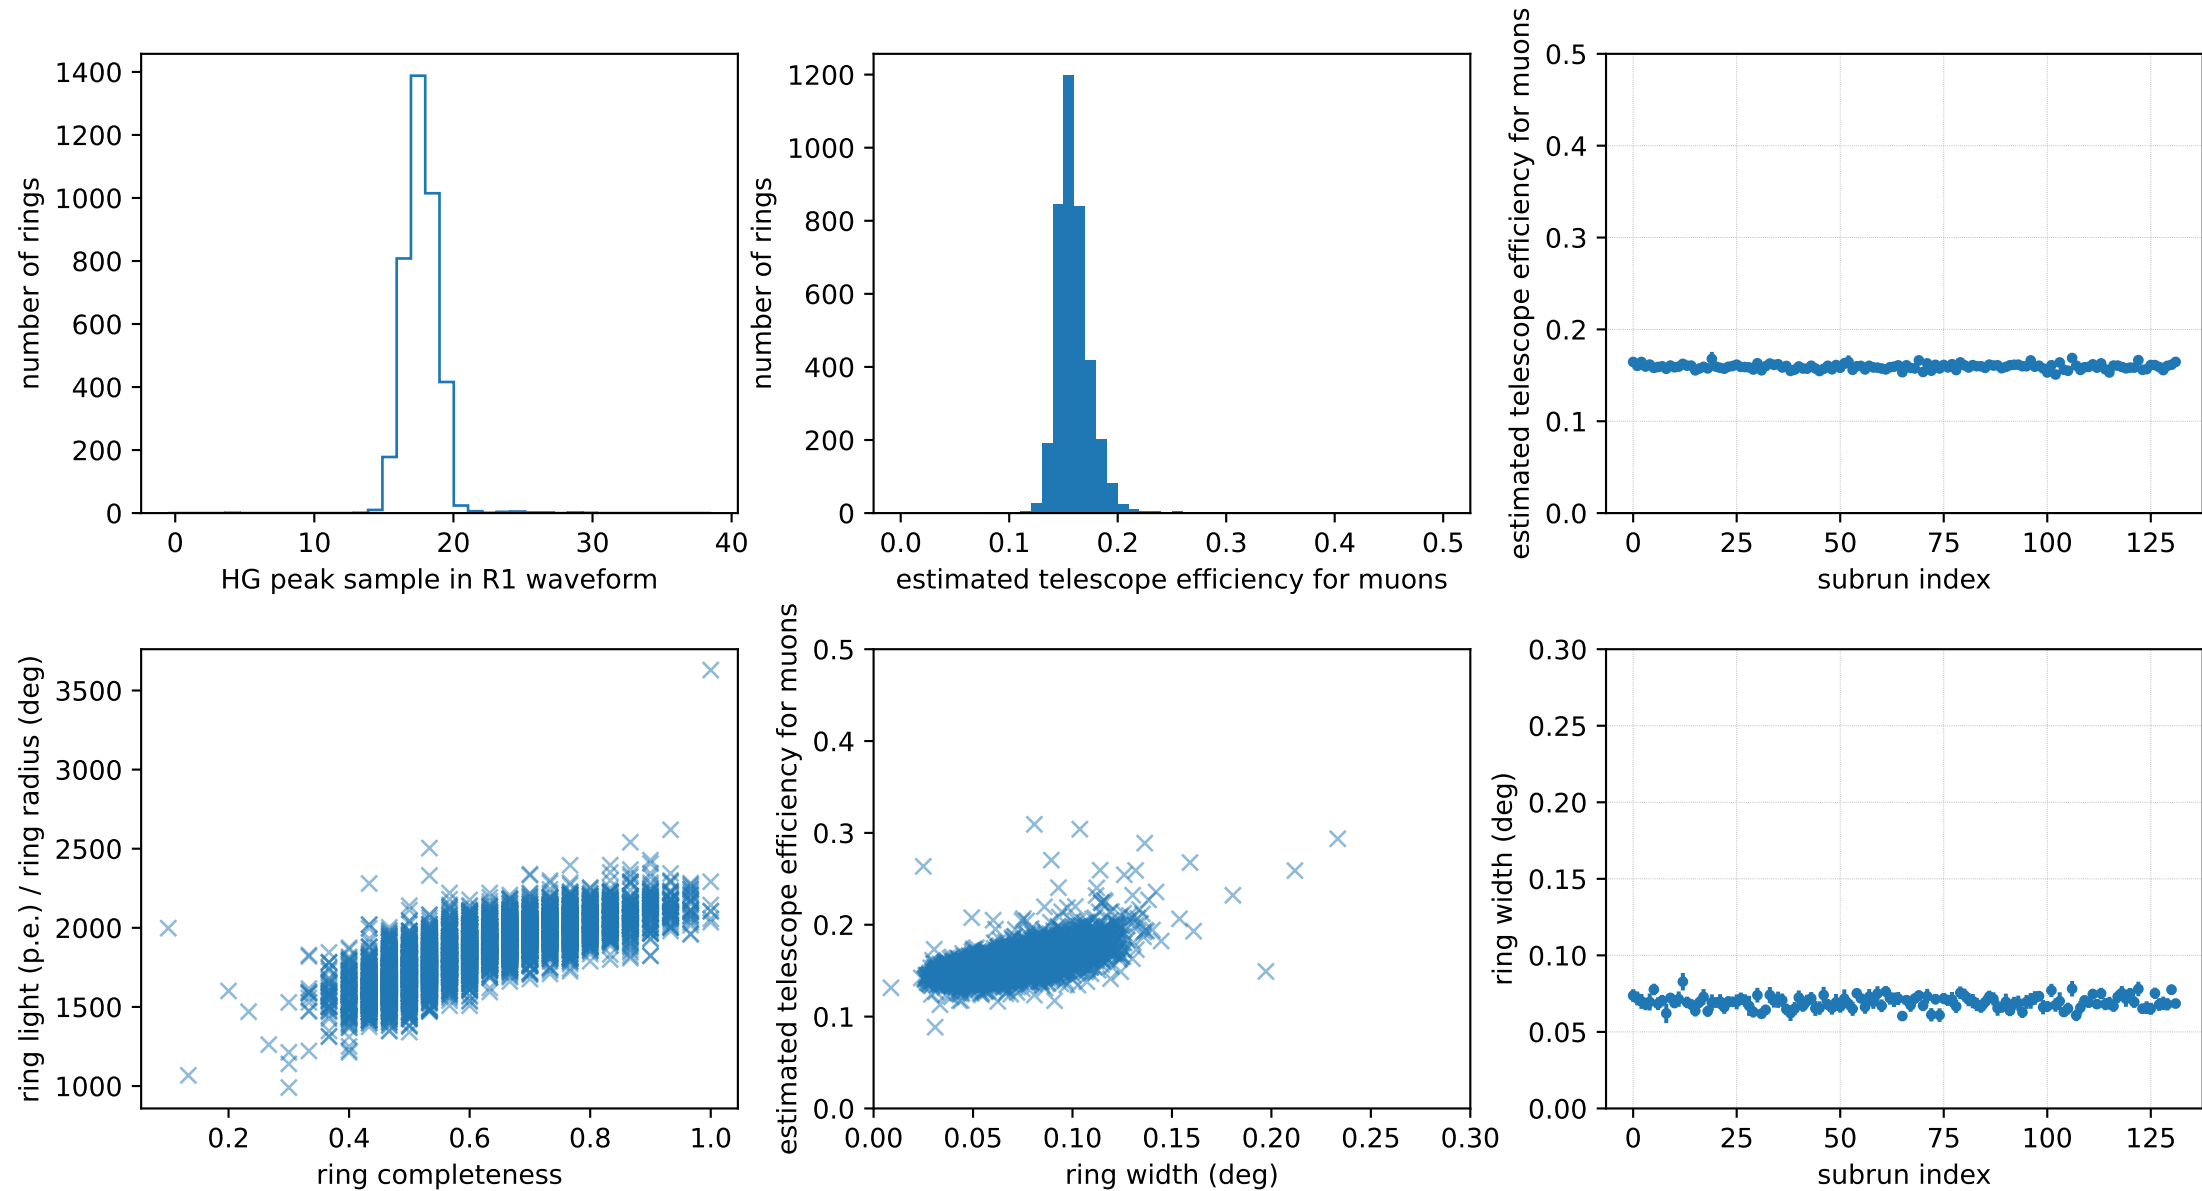 1400
1200
1000
800
600
400
200
0
number of rings
0 10 20 30 40
HG peak sample in R1 waveform
1200
1000
800
600
400
200
0
number of rings
0.0 0.1 0.2 0.3 0.4 0.5
estimated telescope efficiency for muons
0.5
0.4
0.3
0.2
0.1
0.0
estimated telescope efficiency for muons
0 25 50 75 100 125
subrun index
3500
3000
2500
2000
1500
1000
ring light (p.e.) / ring radius (deg)
0.2 0.4 0.6 0.8 1.0
ring completeness
0.5
0.4
0.3
0.2
0.1
0.0
estimated telescope efficiency for muons
0.00 0.05 0.10 0.15 0.20 0.25 0.30
ring width (deg)
0.30
0.25
0.20
0.15
0.10
0.05
0.00
ring width (deg)
0 25 50 75 100 125
subrun index